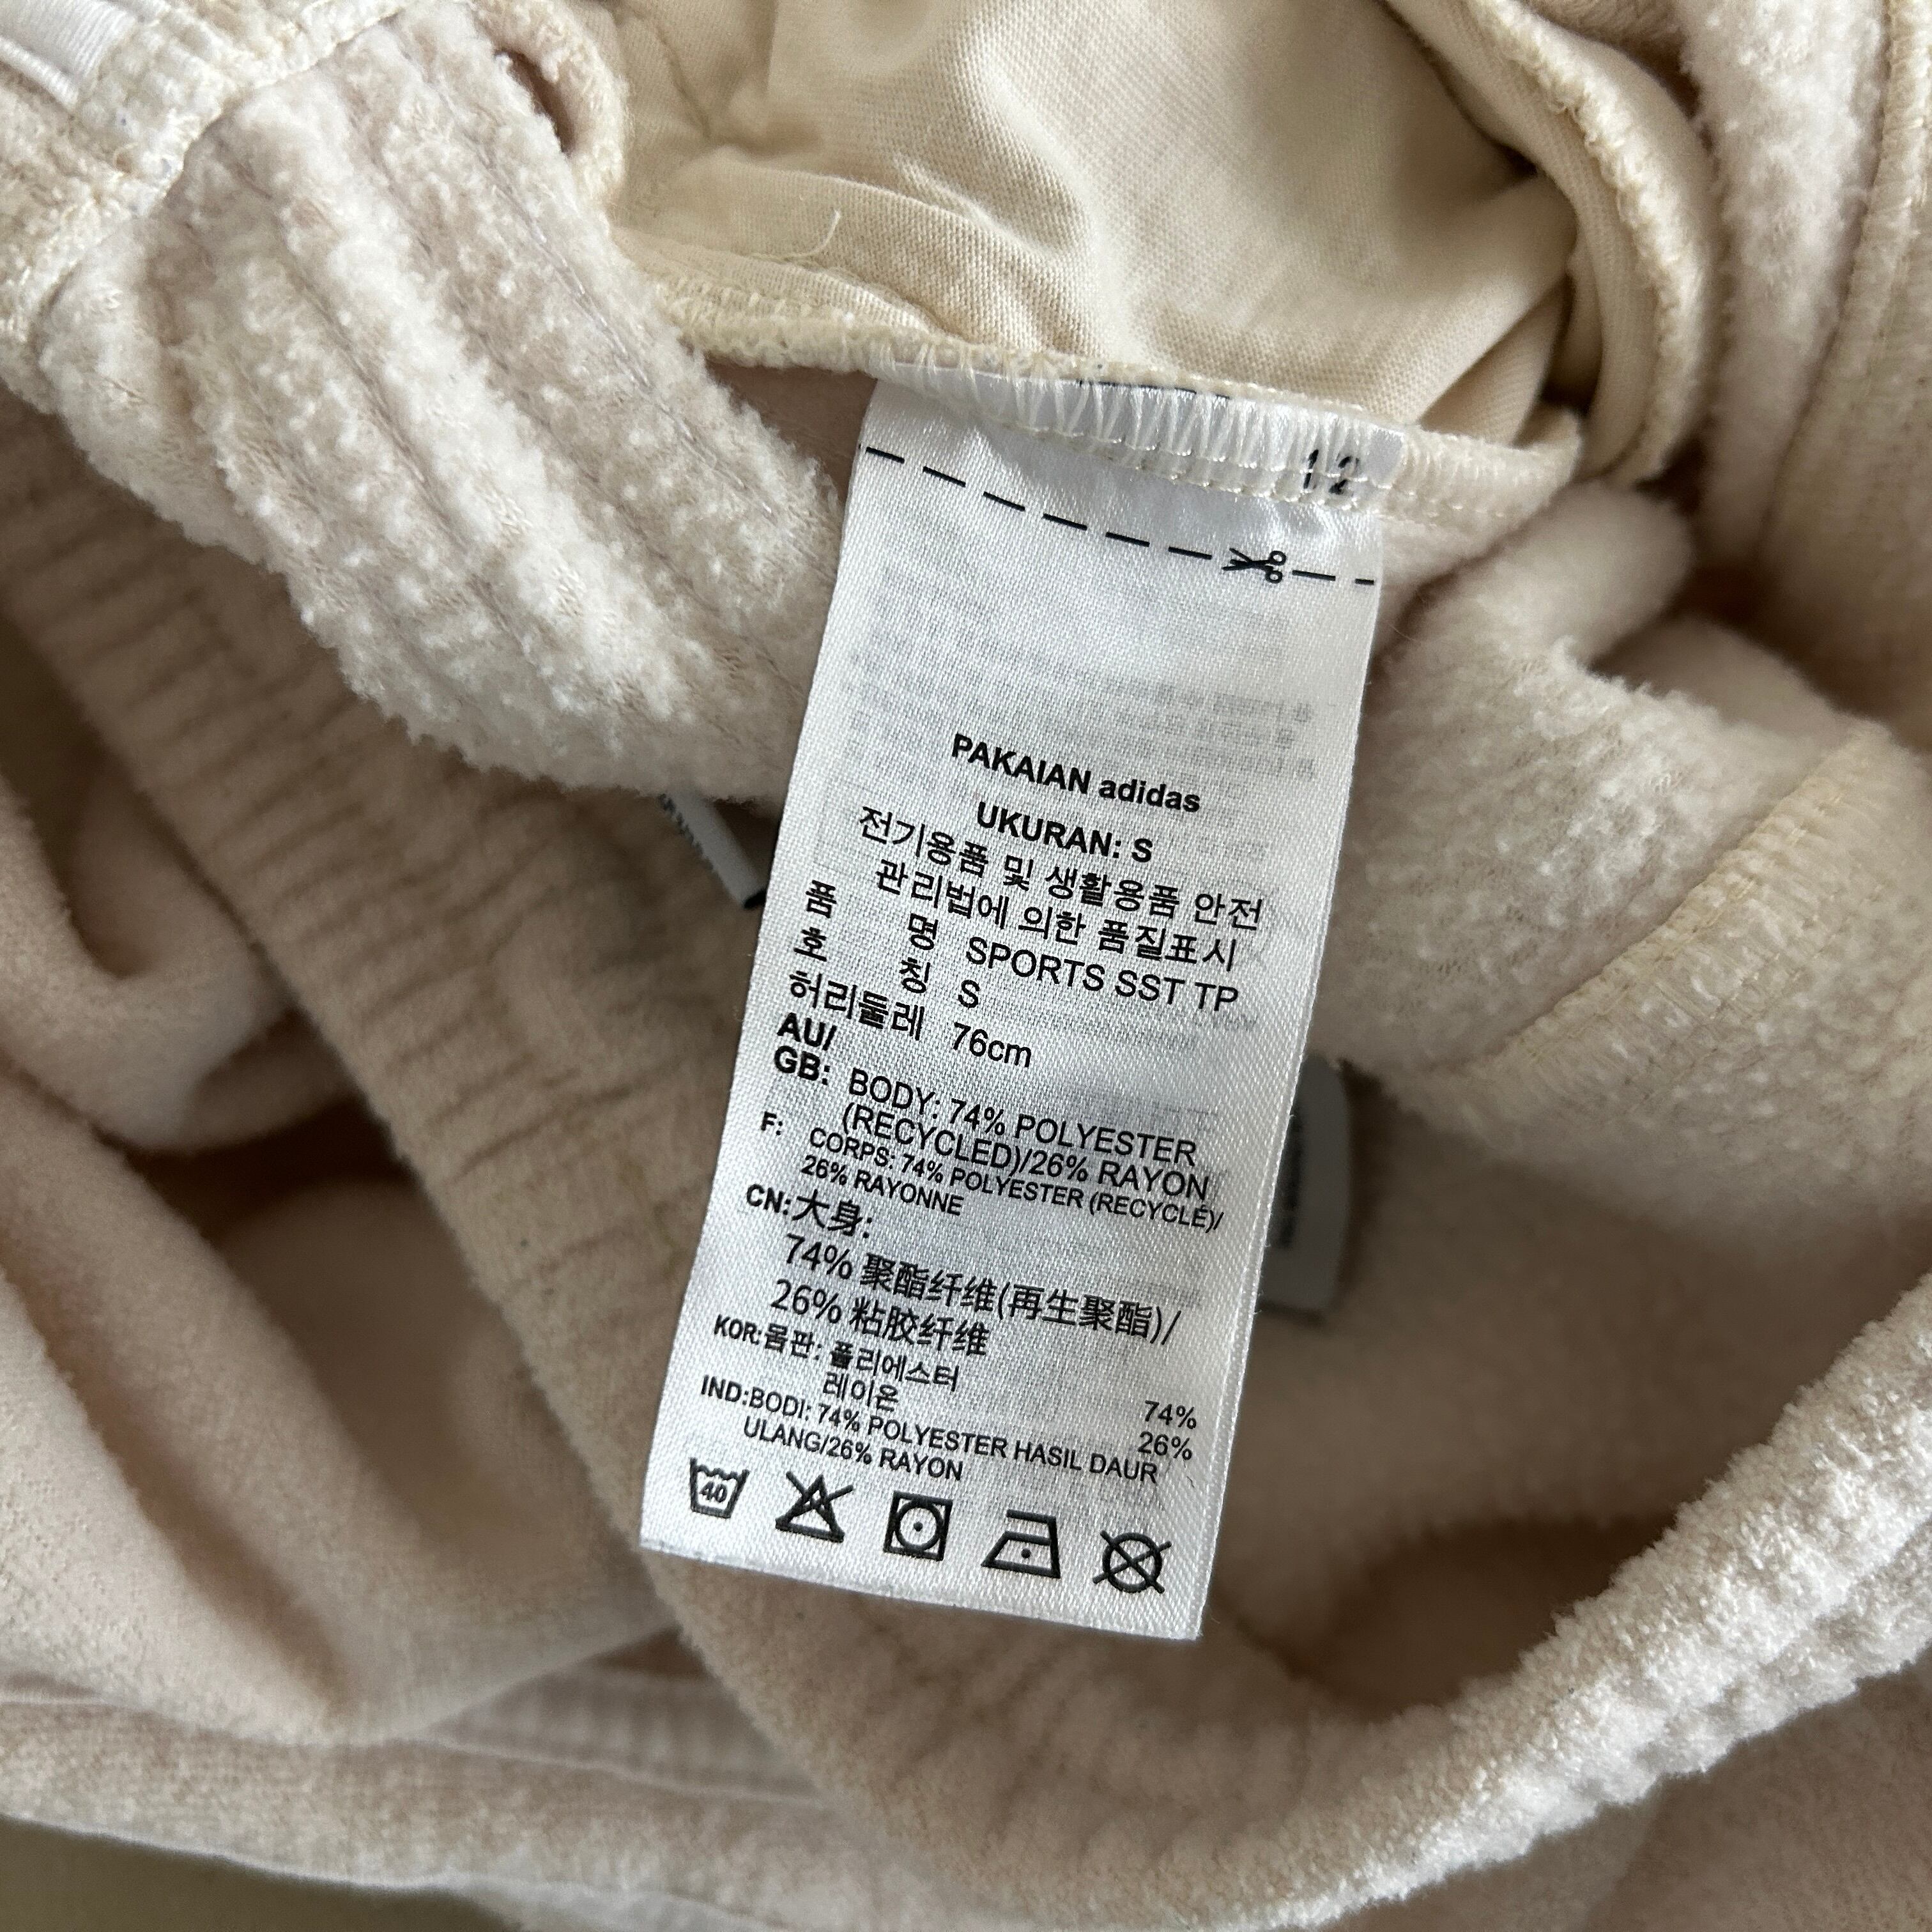 12
PAKAIAN adidas
UKURAN: S
전기용품 및 생활용품 안전
관리법에 의한 품질표시
품 명 SPORTS SST TP
호 칭 S
허리둘레 76cm
AU/
GB: BODY: 74% POLYESTER
(RECYCLED)/26% RAYON
F: CORPS: 74% POLYESTER (RECYCLÉ)/
26% RAYONNE
CN:大身:
74% 聚酯纤维(再生聚酯)/
26% 粘胶纤维
KOR:몸판: 폴리에스터 74%
레이온 26%
IND:BODI: 74% POLYESTER HASIL DAUR
ULANG/26% RAYON
40